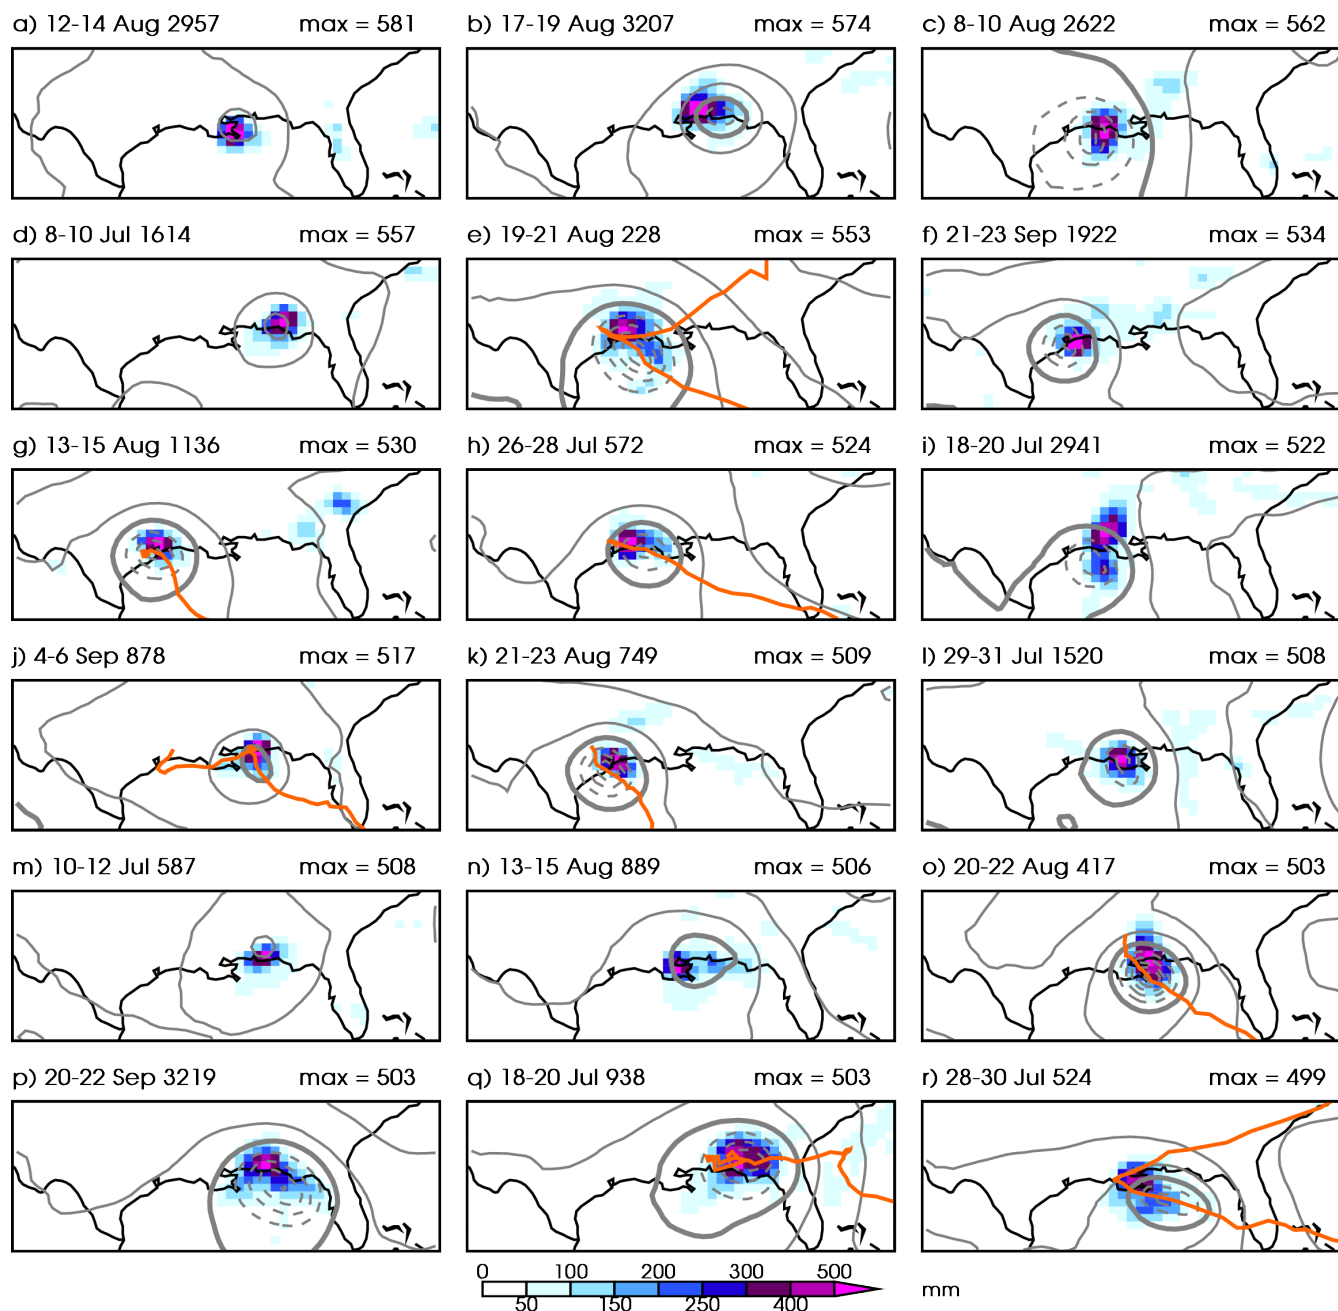 a) 12-14 Aug 2957 max = 581
b) 17-19 Aug 3207 max = 574
c) 8-10 Aug 2622 max = 562
d) 8-10 Jul 1614 max = 557
e) 19-21 Aug 228 max = 553
f) 21-23 Sep 1922 max = 534
g) 13-15 Aug 1136 max = 530
h) 26-28 Jul 572 max = 524
i) 18-20 Jul 2941 max = 522
j) 4-6 Sep 878 max = 517
k) 21-23 Aug 749 max = 509
l) 29-31 Jul 1520 max = 508
m) 10-12 Jul 587 max = 508
n) 13-15 Aug 889 max = 506
o) 20-22 Aug 417 max = 503
p) 20-22 Sep 3219 max = 503
q) 18-20 Jul 938 max = 503
r) 28-30 Jul 524 max = 499
0 100 200 300 500
50 150 250 400
mm